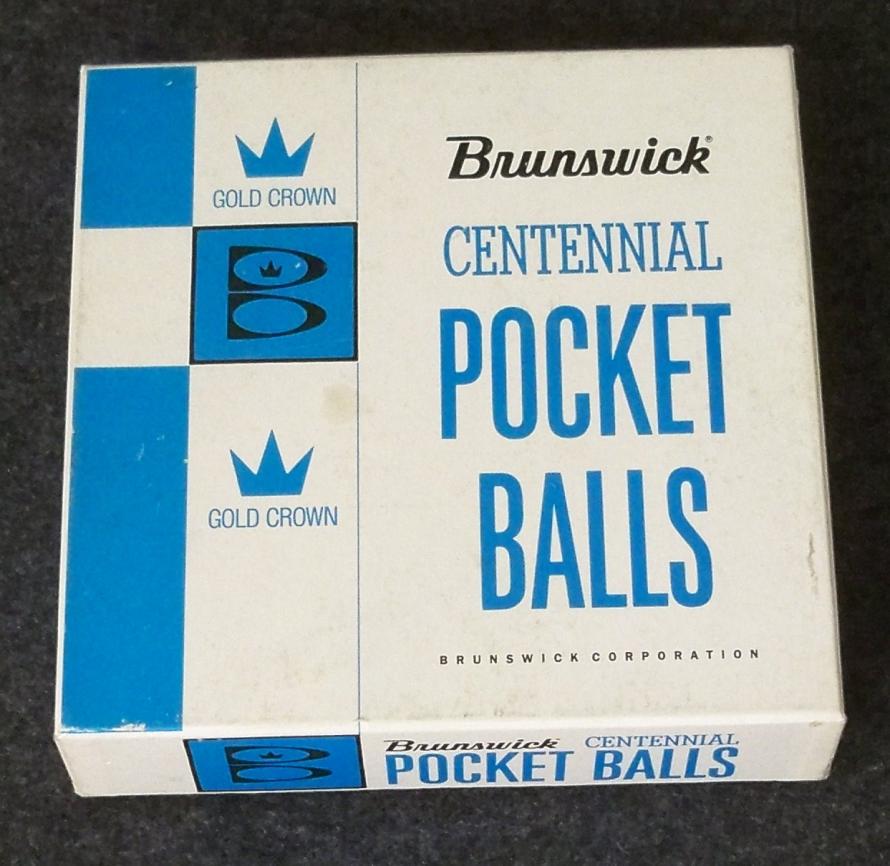 GOLD CROWN
B
GOLD CROWN
Brunswick®
CENTENNIAL
POCKET
BALLS
BRUNSWICK CORPORATION
B
Brunswick CENTENNIAL
POCKET BALLS